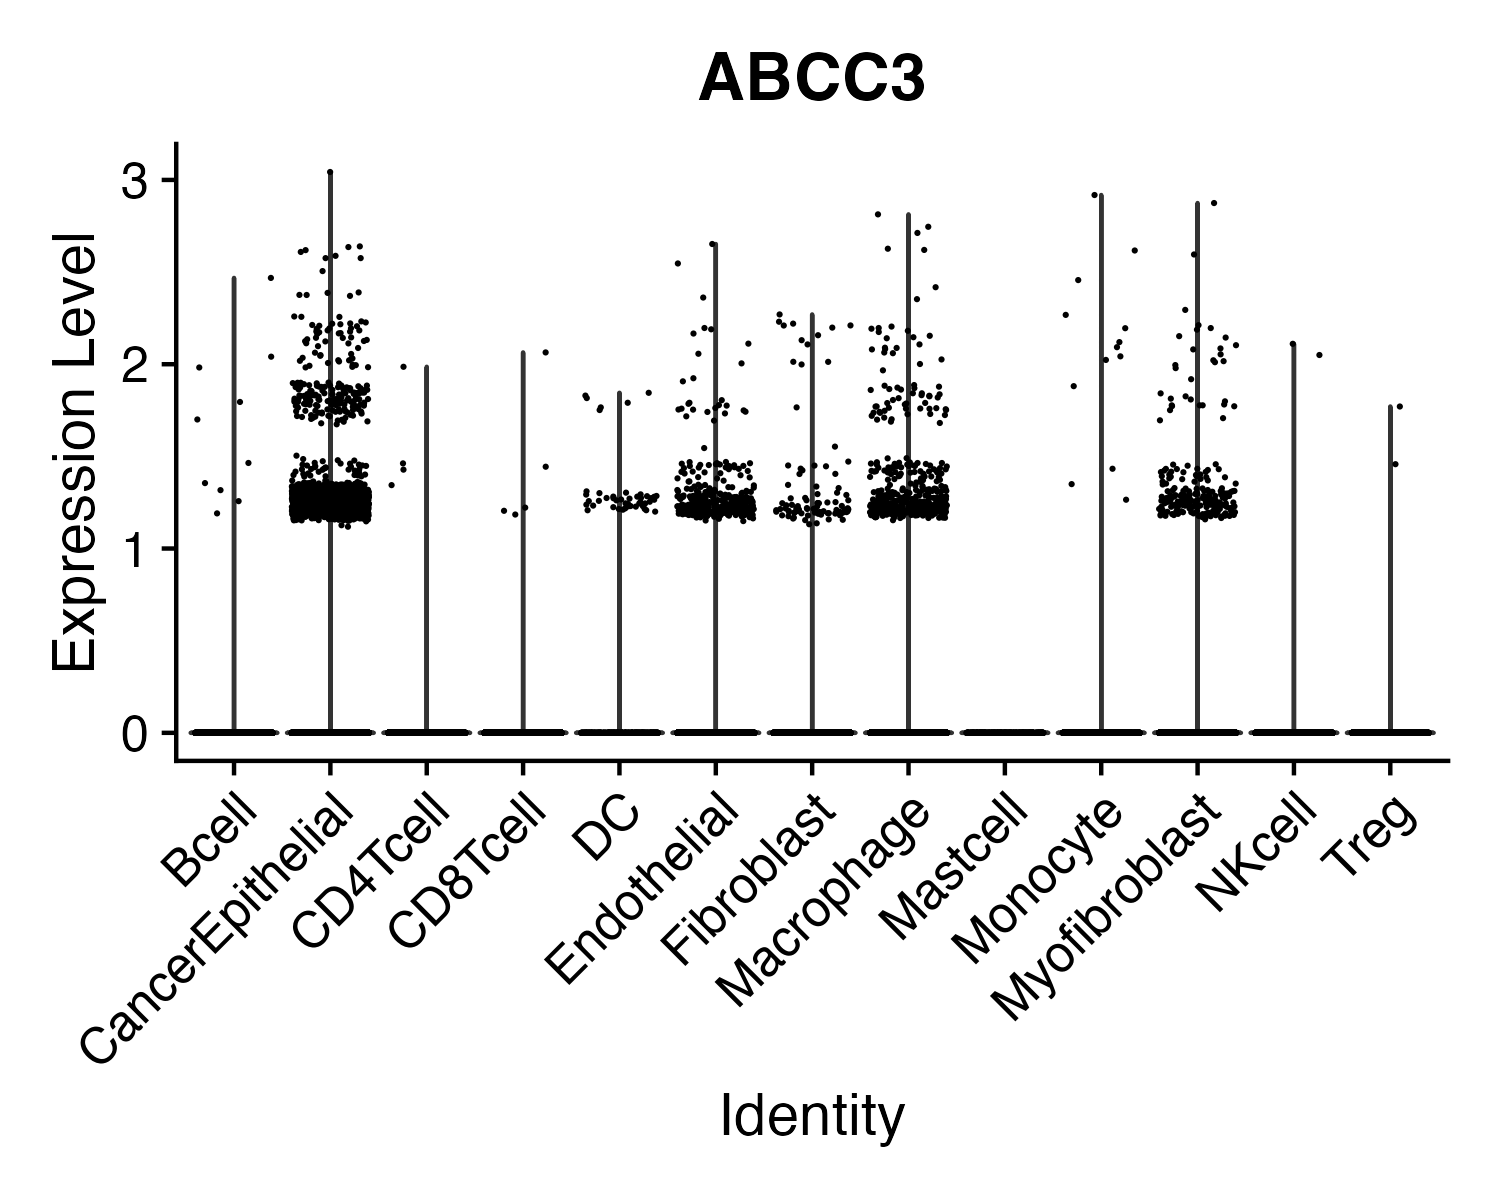 ABCC3
Expression Level
3
2
1
0
Bcell
CancerEpithelial
CD4Tcell
CD8Tcell
DC
Endothelial
Fibroblast
Macrophage
Mastcell
Monocyte
Myofibroblast
NKcell
Treg
Identity